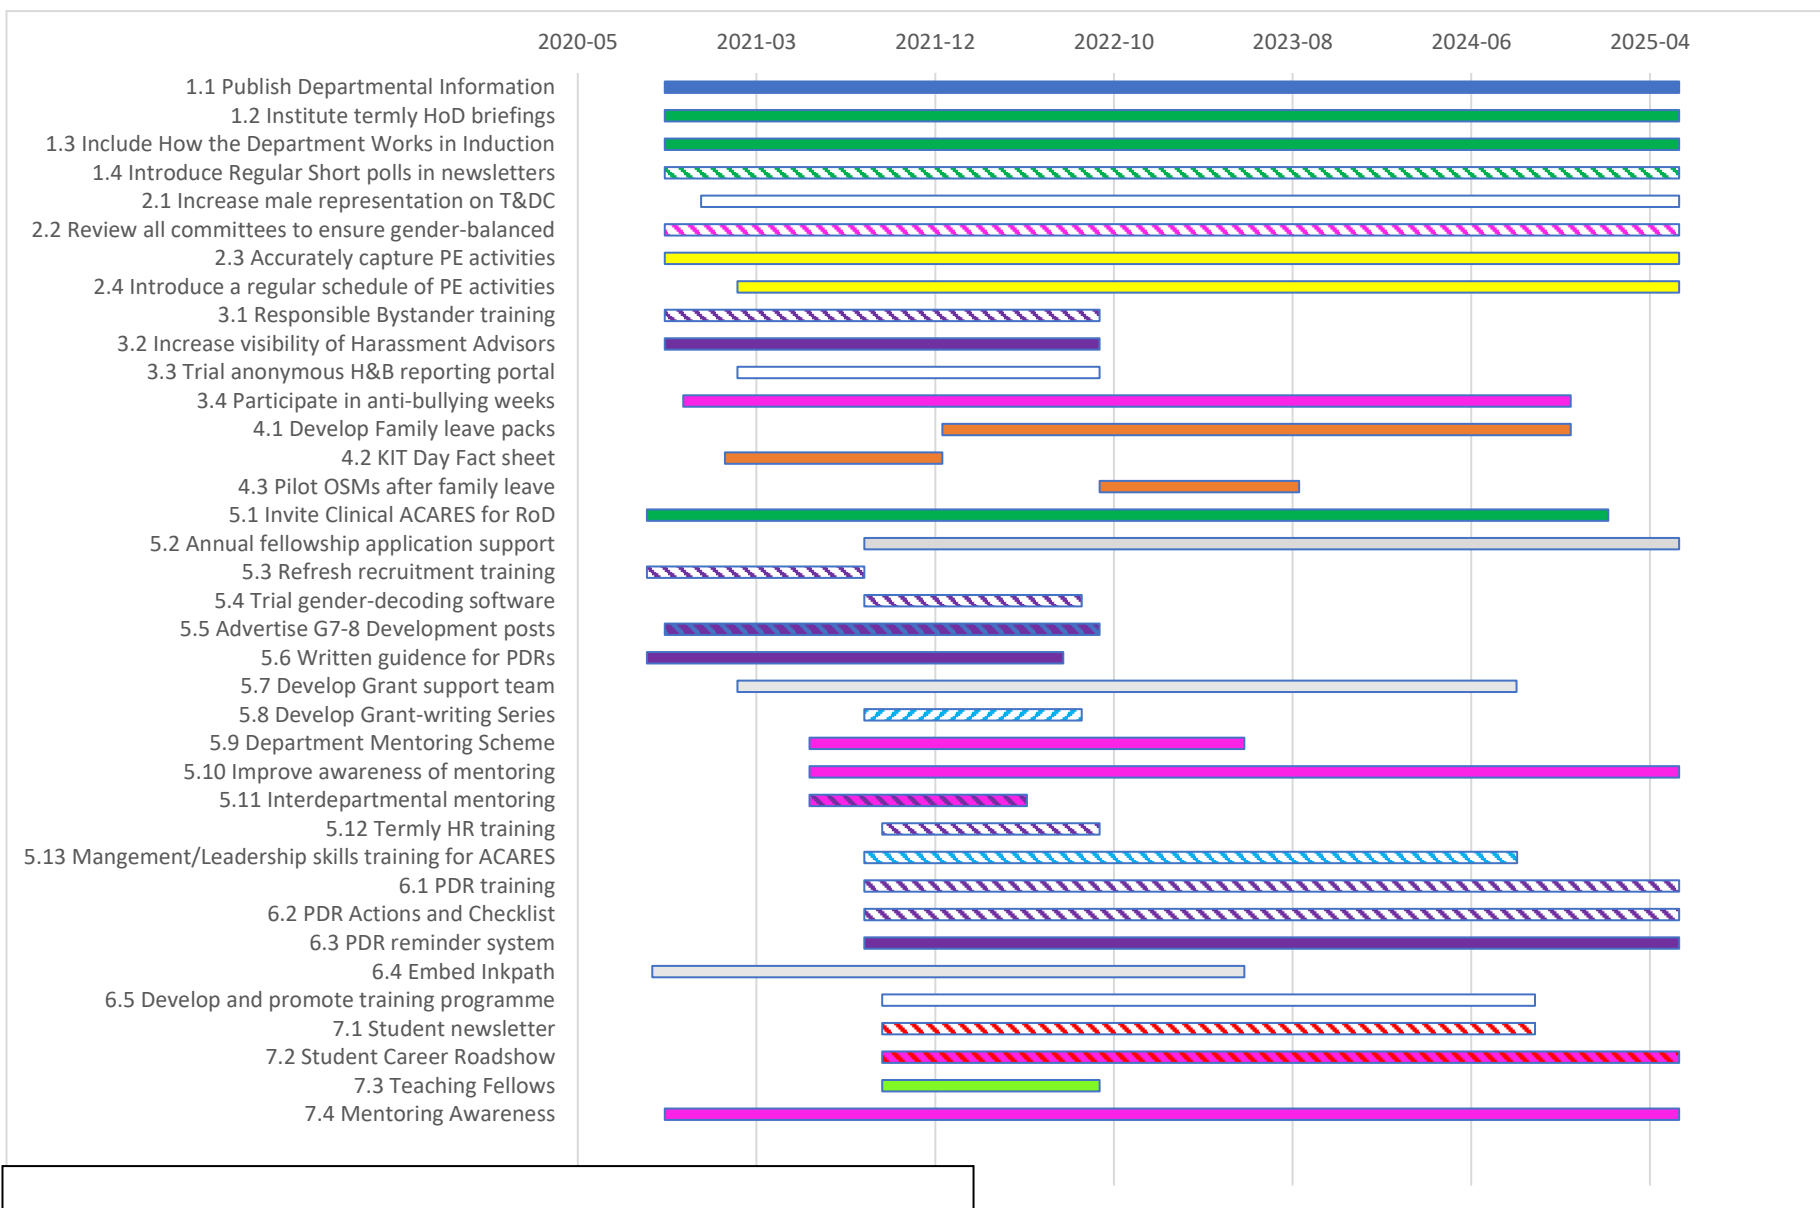 2020-05 2021-03 2021-12 2022-10 2023-08 2024-06 2025-04
1.1 Publish Departmental Information
1.2 Institute termly HoD briefings
1.3 Include How the Department Works in Induction
1.4 Introduce Regular Short polls in newsletters
2.1 Increase male representation on T&DC
2.2 Review all committees to ensure gender-balanced
2.3 Accurately capture PE activities
2.4 Introduce a regular schedule of PE activities
3.1 Responsible Bystander training
3.2 Increase visibility of Harassment Advisors
3.3 Trial anonymous H&B reporting portal
3.4 Participate in anti-bullying weeks
4.1 Develop Family leave packs
4.2 KIT Day Fact sheet
4.3 Pilot OSMs after family leave
5.1 Invite Clinical ACARES for RoD
5.2 Annual fellowship application support
5.3 Refresh recruitment training
5.4 Trial gender-decoding software
5.5 Advertise G7-8 Development posts
5.6 Written guidance for PDRs
5.7 Develop Grant support team
5.8 Develop Grant-writing Series
5.9 Department Mentoring Scheme
5.10 Improve awareness of mentoring
5.11 Interdepartmental mentoring
5.12 Termly HR training
5.13 Mangement/Leadership skills training for ACARES
6.1 PDR training
6.2 PDR Actions and Checklist
6.3 PDR reminder system
6.4 Embed Inkpath
6.5 Develop and promote training programme
7.1 Student newsletter
7.2 Student Career Roadshow
7.3 Teaching Fellows
7.4 Mentoring Awareness